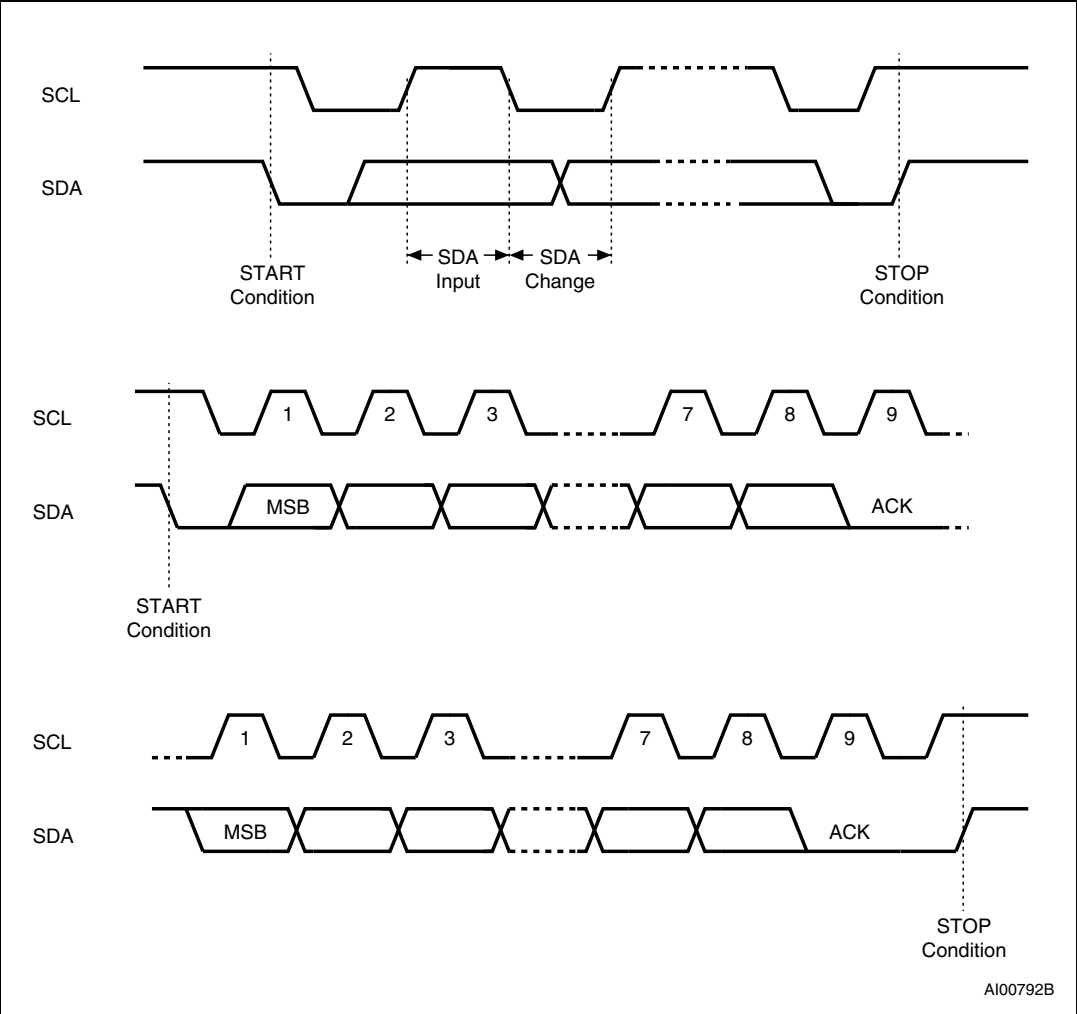 SCL
SDA
SDA
Input
SDA
Change
START
Condition
STOP
Condition
SCL
1
2
3
7
8
9
SDA
MSB
ACK
START
Condition
SCL
1
2
3
7
8
9
SDA
MSB
ACK
STOP
Condition
AI00792B